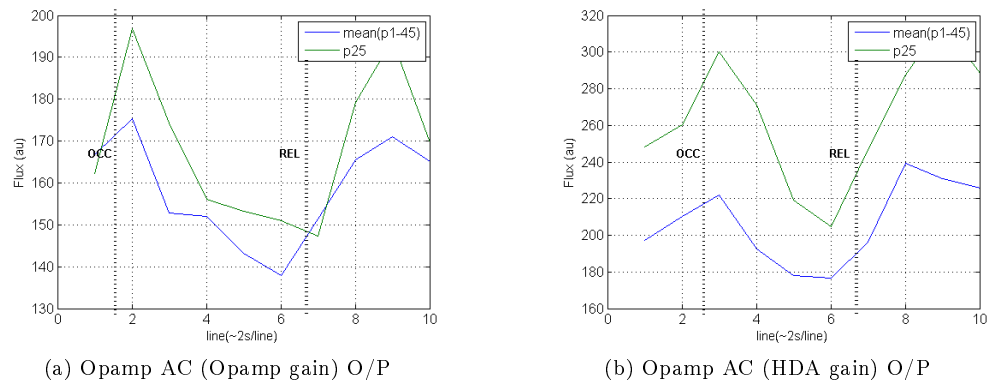 200
190
180
170
160
150
140
130
Flux (au)
0 2 4 6 8 10
line(~2s/line)
OCC
REL
mean(p1-45)
p25
(a) Opamp AC (Opamp gain) O/P
320
300
280
260
240
220
200
180
160
Flux (au)
0 2 4 6 8 10
line(~2s/line)
OCC
REL
mean(p1-45)
p25
(b) Opamp AC (HDA gain) O/P